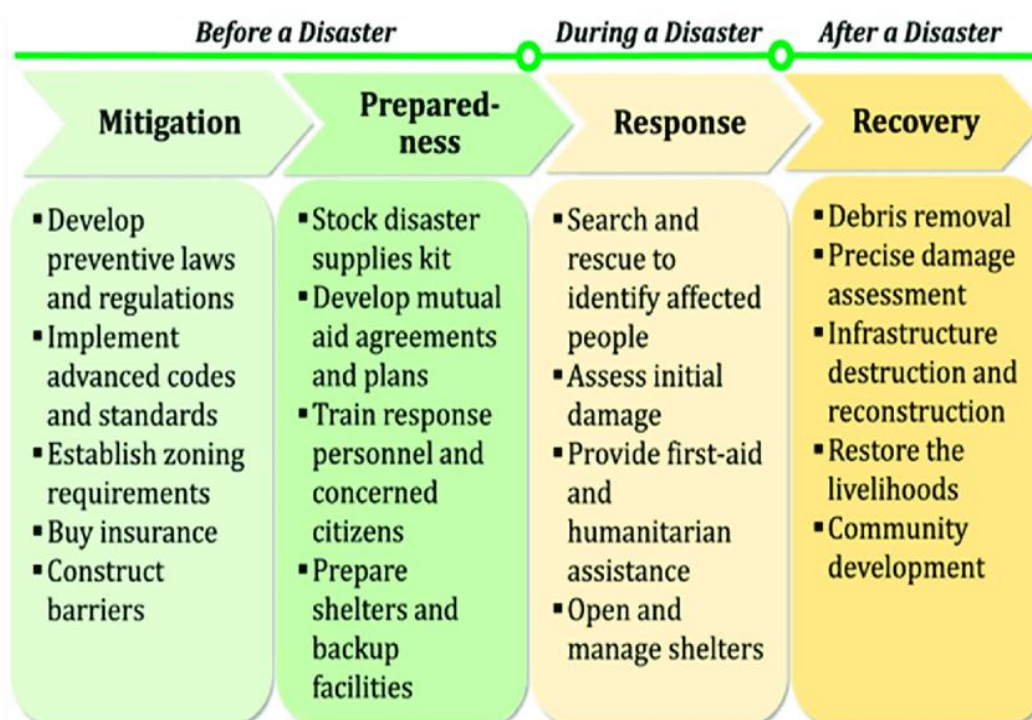 Before a Disaster
During a Disaster
After a Disaster
Mitigation
Prepared-
ness
Response
Recovery
▪ Develop
preventive laws
and regulations
▪ Implement
advanced codes
and standards
▪ Establish zoning
requirements
▪ Buy insurance
▪ Construct
barriers
▪ Stock disaster
supplies kit
▪ Develop mutual
aid agreements
and plans
▪ Train response
personnel and
concerned
citizens
▪ Prepare
shelters and
backup
facilities
▪ Search and
rescue to
identify affected
people
▪ Assess initial
damage
▪ Provide first-aid
and
humanitarian
assistance
▪ Open and
manage shelters
▪ Debris removal
▪ Precise damage
assessment
▪ Infrastructure
destruction and
reconstruction
▪ Restore the
livelihoods
▪ Community
development